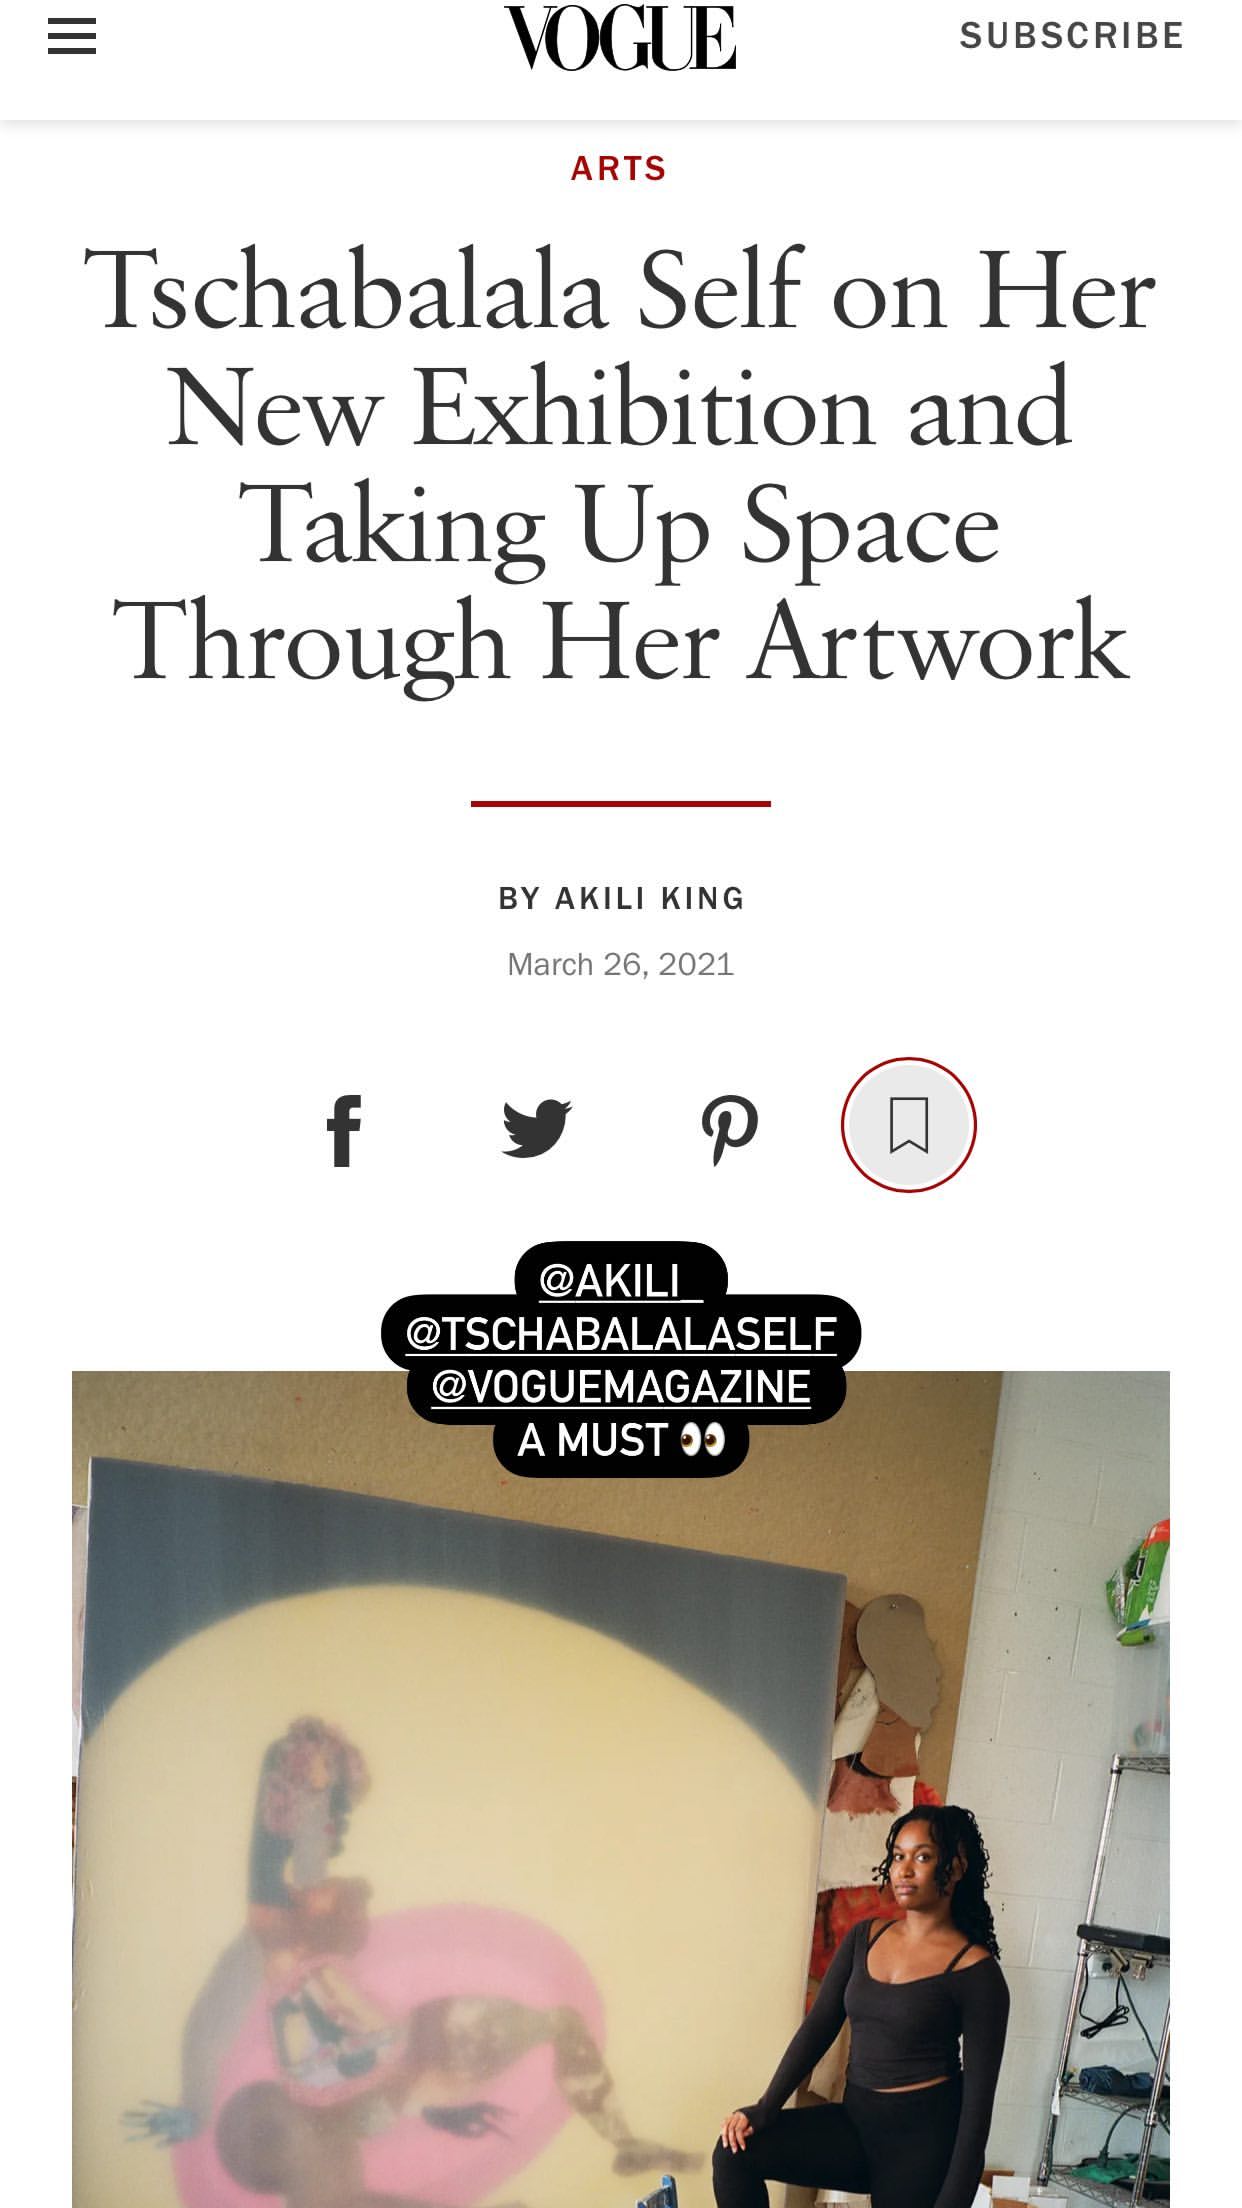 VOGUE
SUBSCRIBE
ARTS
Tschabalala Self on Her
New Exhibition and
Taking Up Space
Through Her Artwork
BY AKILI KING
March 26, 2021
@AKILI_
@TSCHABALALASELF
@VOGUEMAGAZINE
A MUST 👀